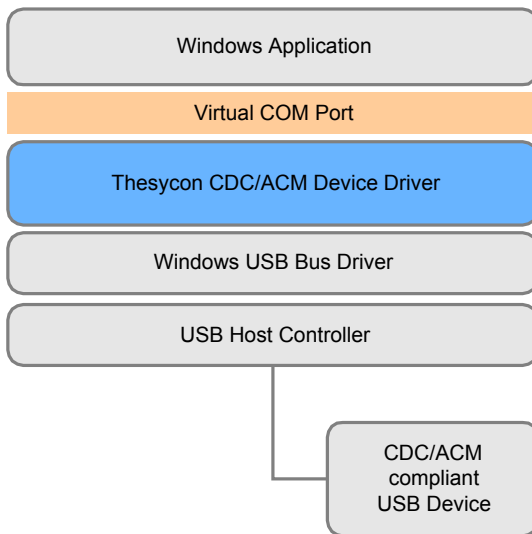 Windows Application
Virtual COM Port
Thesycon CDC/ACM Device Driver
Windows USB Bus Driver
USB Host Controller
CDC/ACM
compliant
USB Device